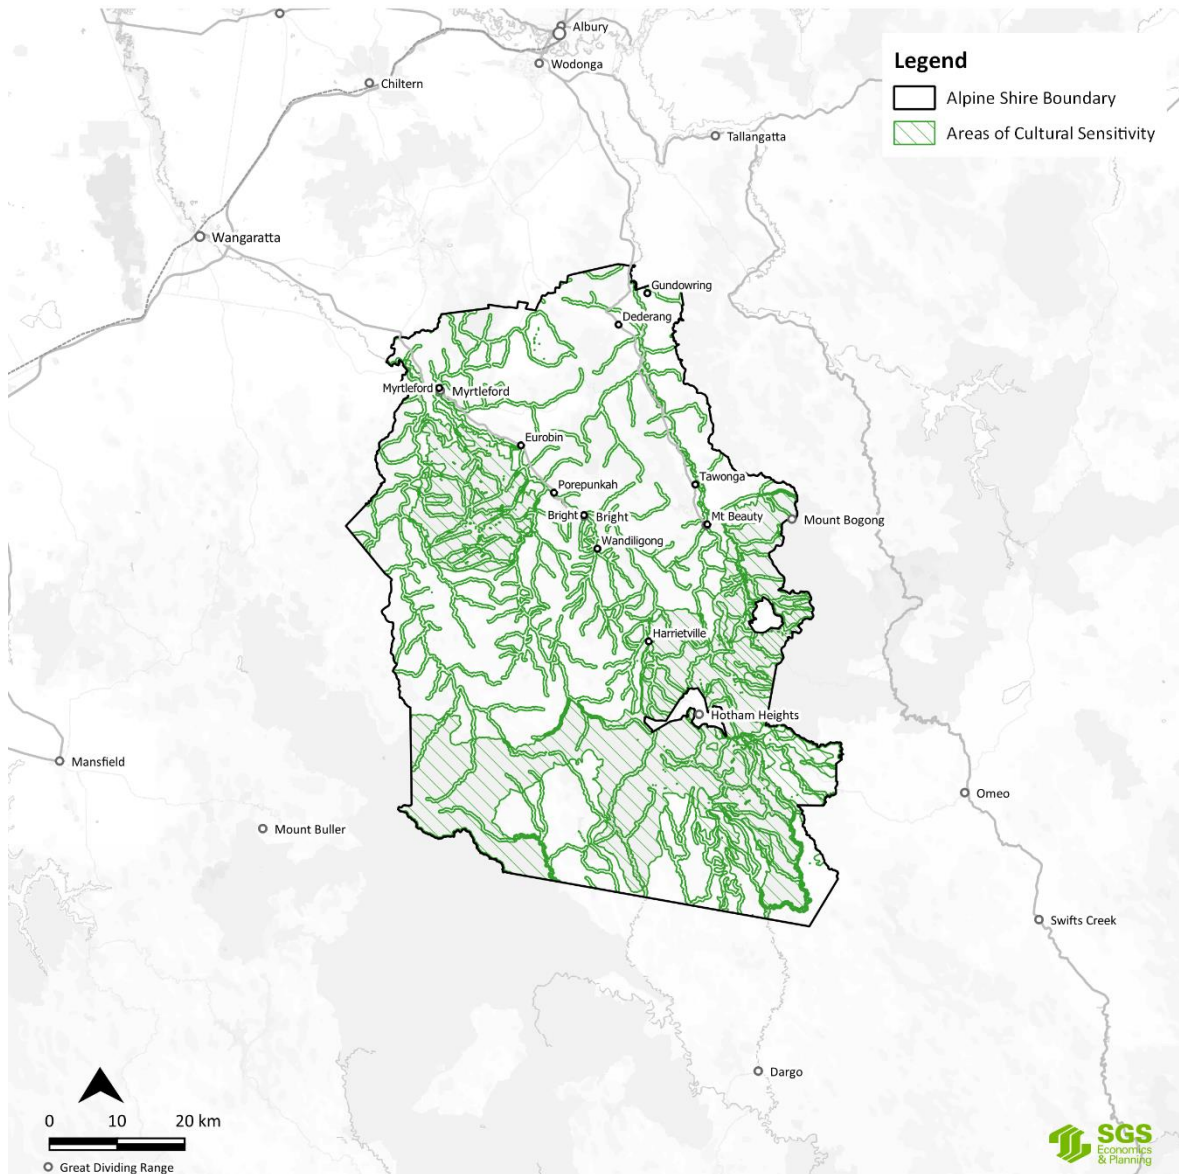 Albury
Wodonga
Chiltern
Legend
Alpine Shire Boundary
Areas of Cultural Sensitivity
Tallangatta
Wangaratta
Gundowring
Dederang
Myrtleford Myrtleford
Eurobin
Tawonga
Porepunkah
Bright Bright
Mt Beauty
Mount Bogong
Wandiligong
Harrietville
Hotham Heights
Mansfield
Omeo
Mount Buller
Swifts Creek
Dargo
0 10 20 km
Great Dividing Range
SGS
Economics
& Planning